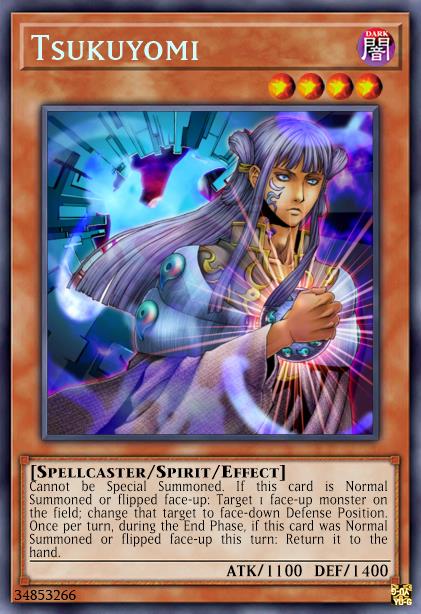 Tsukuyomi
DARK
闇
[Spellcaster/Spirit/Effect]
Cannot be Special Summoned. If this card is Normal
Summoned or flipped face-up: Target 1 face-up monster on
the field; change that target to face-down Defense Position.
Once per turn, during the End Phase, if this card was Normal
Summoned or flipped face-up this turn: Return it to the
hand.
ATK/1100 DEF/1400
34853266